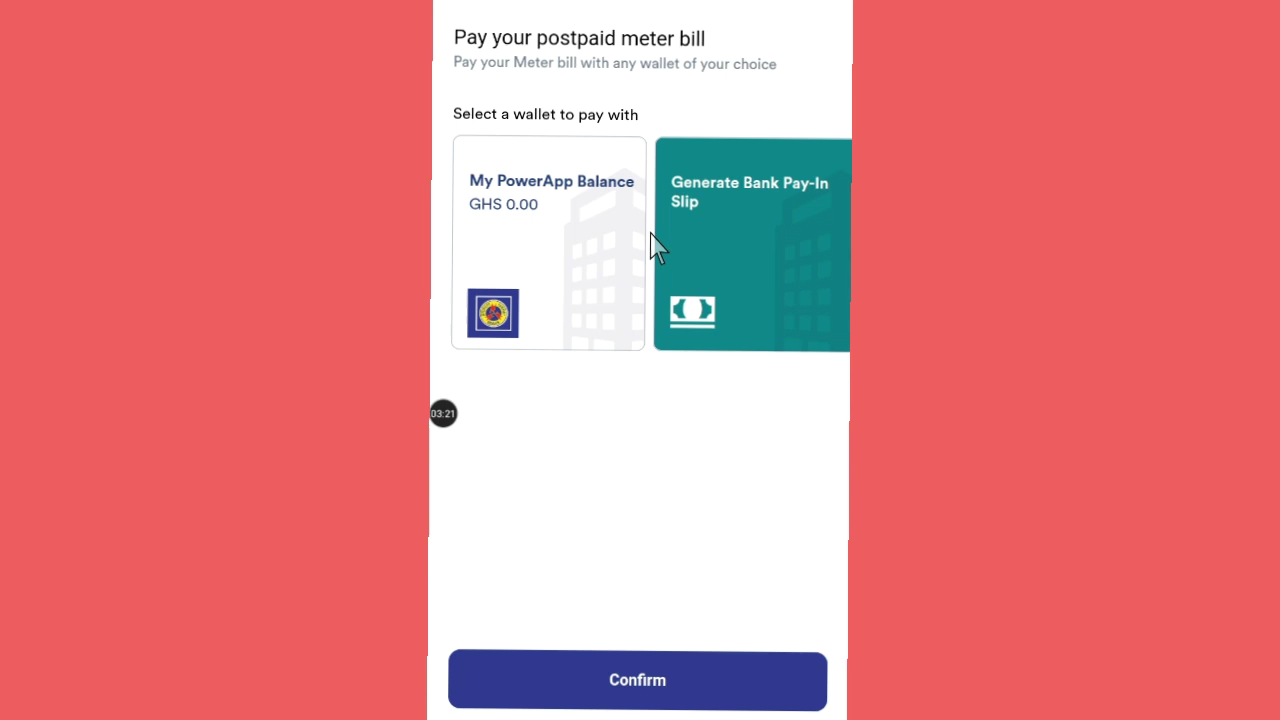 Pay your postpaid meter bill
Pay your Meter bill with any wallet of your choice
Select a wallet to pay with
My PowerApp Balance
GHS 0.00
Generate Bank Pay-In
Slip
03:21
Confirm